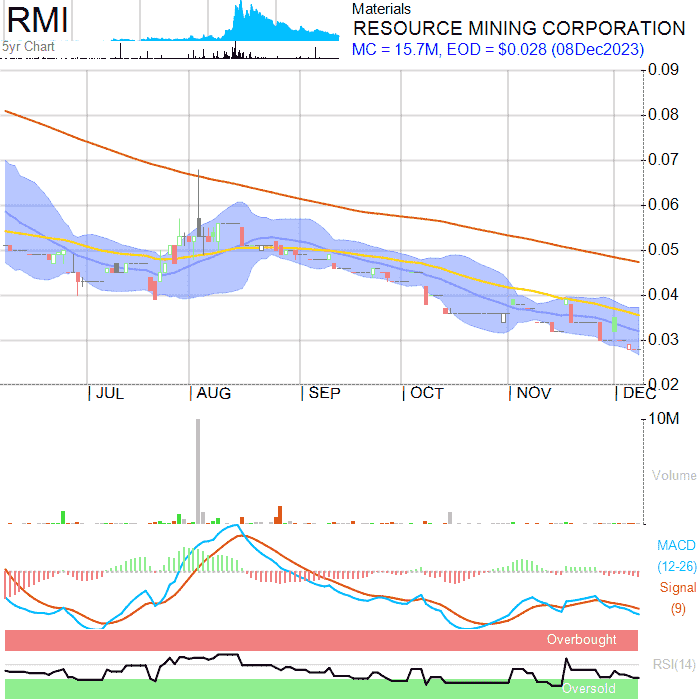 RMI
5yr Chart
Materials
RESOURCE MINING CORPORATION
MC = 15.7M, EOD = $0.028 (08Dec2023)
0.09
0.08
0.07
0.06
0.05
0.04
0.03
0.02
JUL AUG SEP OCT NOV DEC
10M
Volume
MACD
(12-26)
Signal
(9)
Overbought
RSI(14)
Oversold